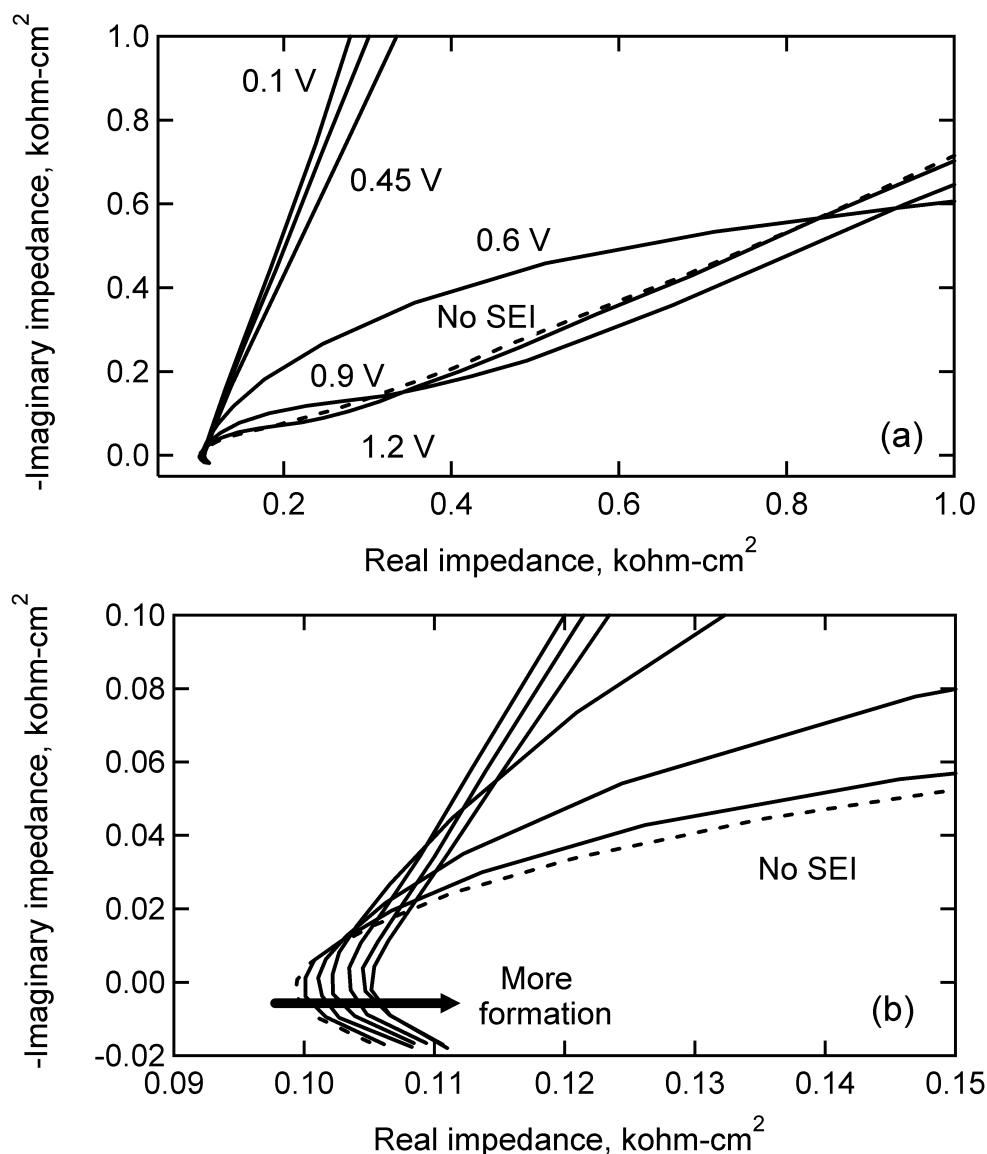 -Imaginary impedance, kohm-cm²
1.0
0.8
0.6
0.4
0.2
0.0
0.1 V
0.45 V
0.6 V
No SEI
0.9 V
1.2 V
(a)
0.2
0.4
0.6
0.8
1.0
Real impedance, kohm-cm²
-Imaginary impedance, kohm-cm²
0.10
0.08
0.06
0.04
0.02
0.00
-0.02
No SEI
More
formation
(b)
0.09
0.10
0.11
0.12
0.13
0.14
0.15
Real impedance, kohm-cm²